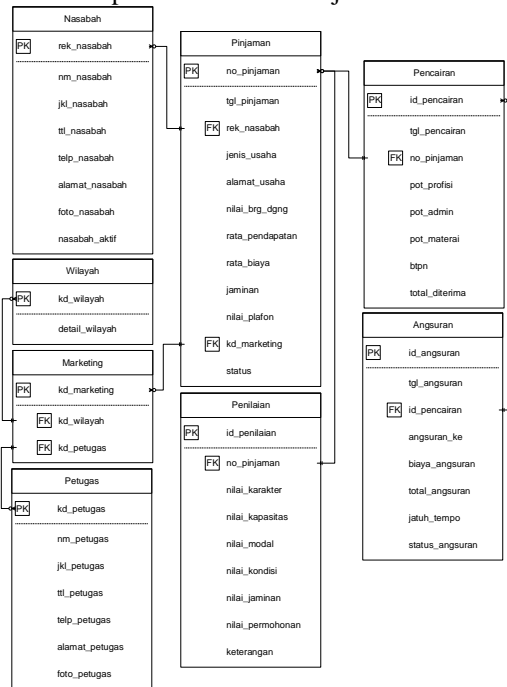 Nasabah
PK rek_nasabah
nm_nasabah
jkl_nasabah
ttl_nasabah
telp_nasabah
alamat_nasabah
foto_nasabah
nasabah_aktif
Wilayah
PK kd_wilayah
detail_wilayah
Marketing
PK kd_marketing
FK kd_wilayah
FK kd_petugas
Petugas
PK kd_petugas
nm_petugas
jkl_petugas
ttl_petugas
telp_petugas
alamat_petugas
foto_petugas
Pinjaman
PK no_pinjaman
tgl_pinjaman
FK rek_nasabah
jenis_usaha
alamat_usaha
nilai_brg_dgng
rata_pendapatan
rata_biaya
jaminan
nilai_plafon
FK kd_marketing
status
Penilaian
PK id_penilaian
FK no_pinjaman
nilai_karakter
nilai_kapasitas
nilai_modal
nilai_kondisi
nilai_jaminan
nilai_permohonan
keterangan
Pencairan
PK id_pencairan
tgl_pencairan
FK no_pinjaman
pot_profisi
pot_admin
pot_materai
btpn
total_diterima
Angsuran
PK id_angsuran
tgl_angsuran
FK id_pencairan
angsuran_ke
biaya_angsuran
total_angsuran
jatuh_tempo
status_angsuran